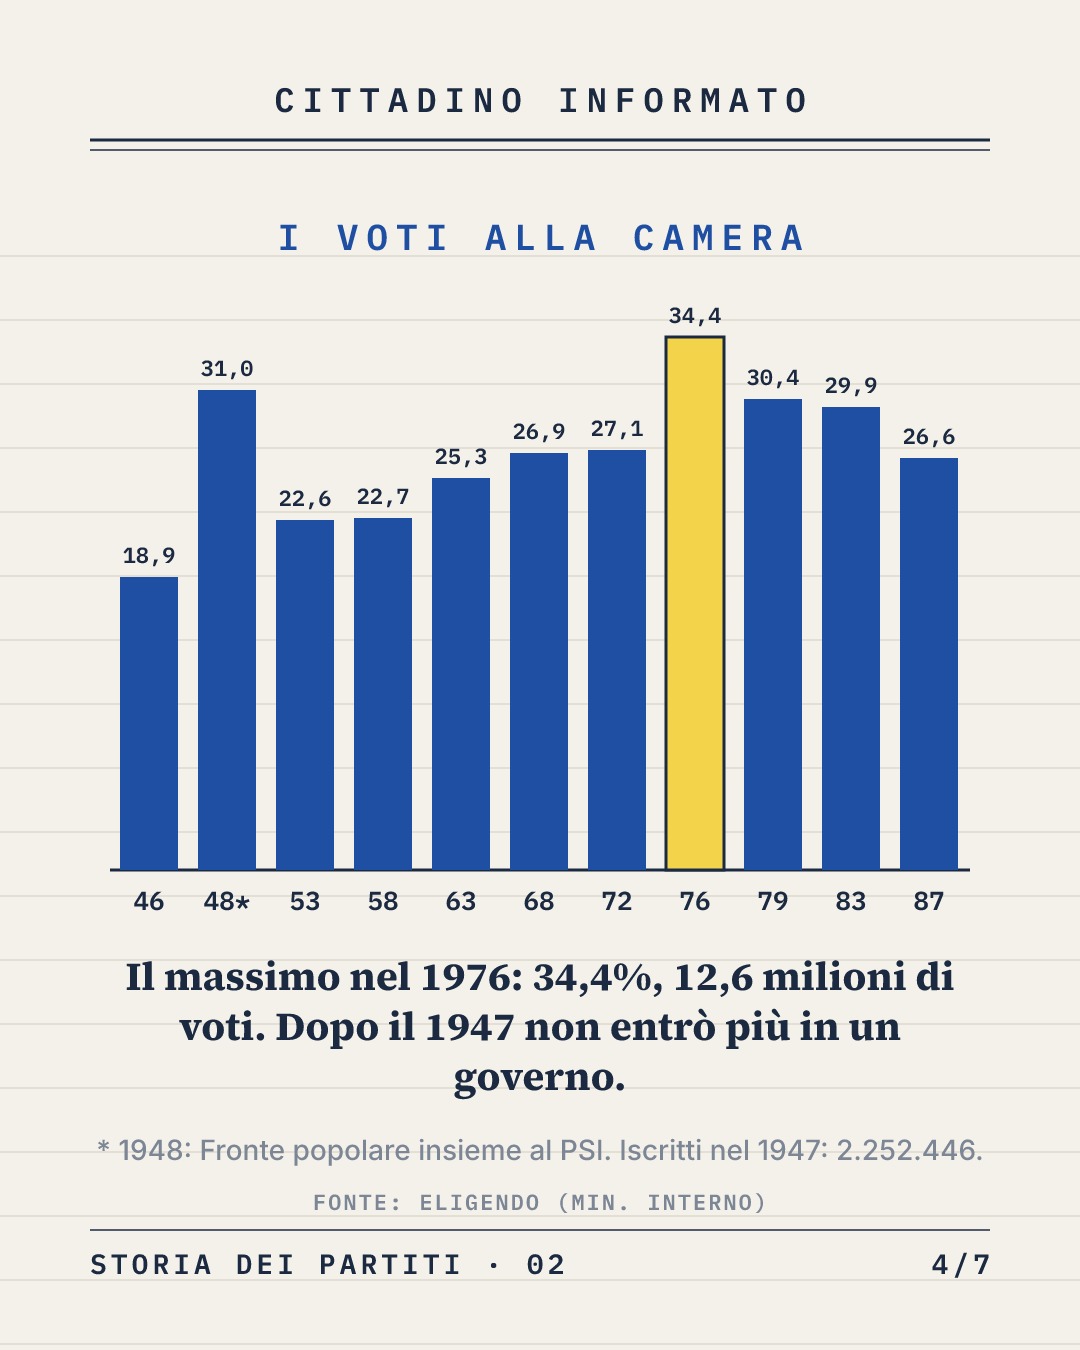 CITTADINO INFORMATO
I VOTI ALLA CAMERA
18,9 31,0 22,6 22,7 25,3 26,9 27,1 34,4 30,4 29,9 26,6
46 48* 53 58 63 68 72 76 79 83 87
Il massimo nel 1976: 34,4%, 12,6 milioni di
voti. Dopo il 1947 non entrò più in un
governo.
* 1948: Fronte popolare insieme al PSI. Iscritti nel 1947: 2.252.446.
FONTE: ELIGENDO (MIN. INTERNO)
STORIA DEI PARTITI · 02 4/7